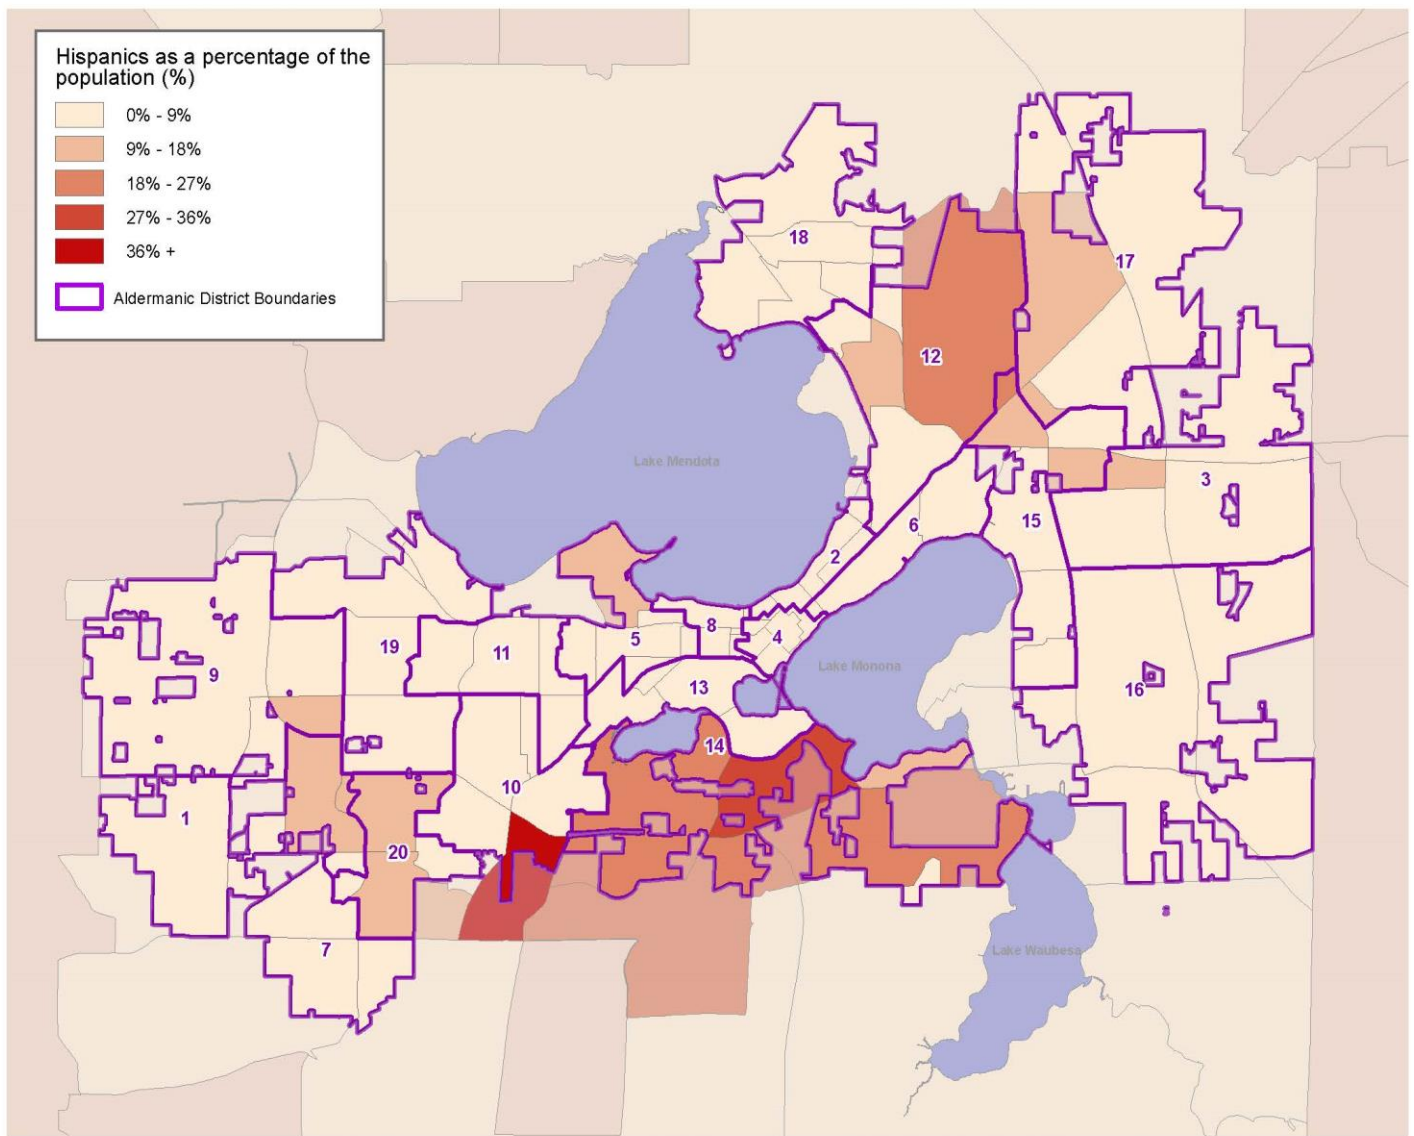 Hispanics as a percentage of the
population (%)
0% - 9%
9% - 18%
18% - 27%
27% - 36%
36% +
Aldermanic District Boundaries
18
17
12
Lake Mendota
3
6
15
2
19
11
5
8
4
Lake Monona
9
13
16
14
10
1
20
7
Lake Waubesa